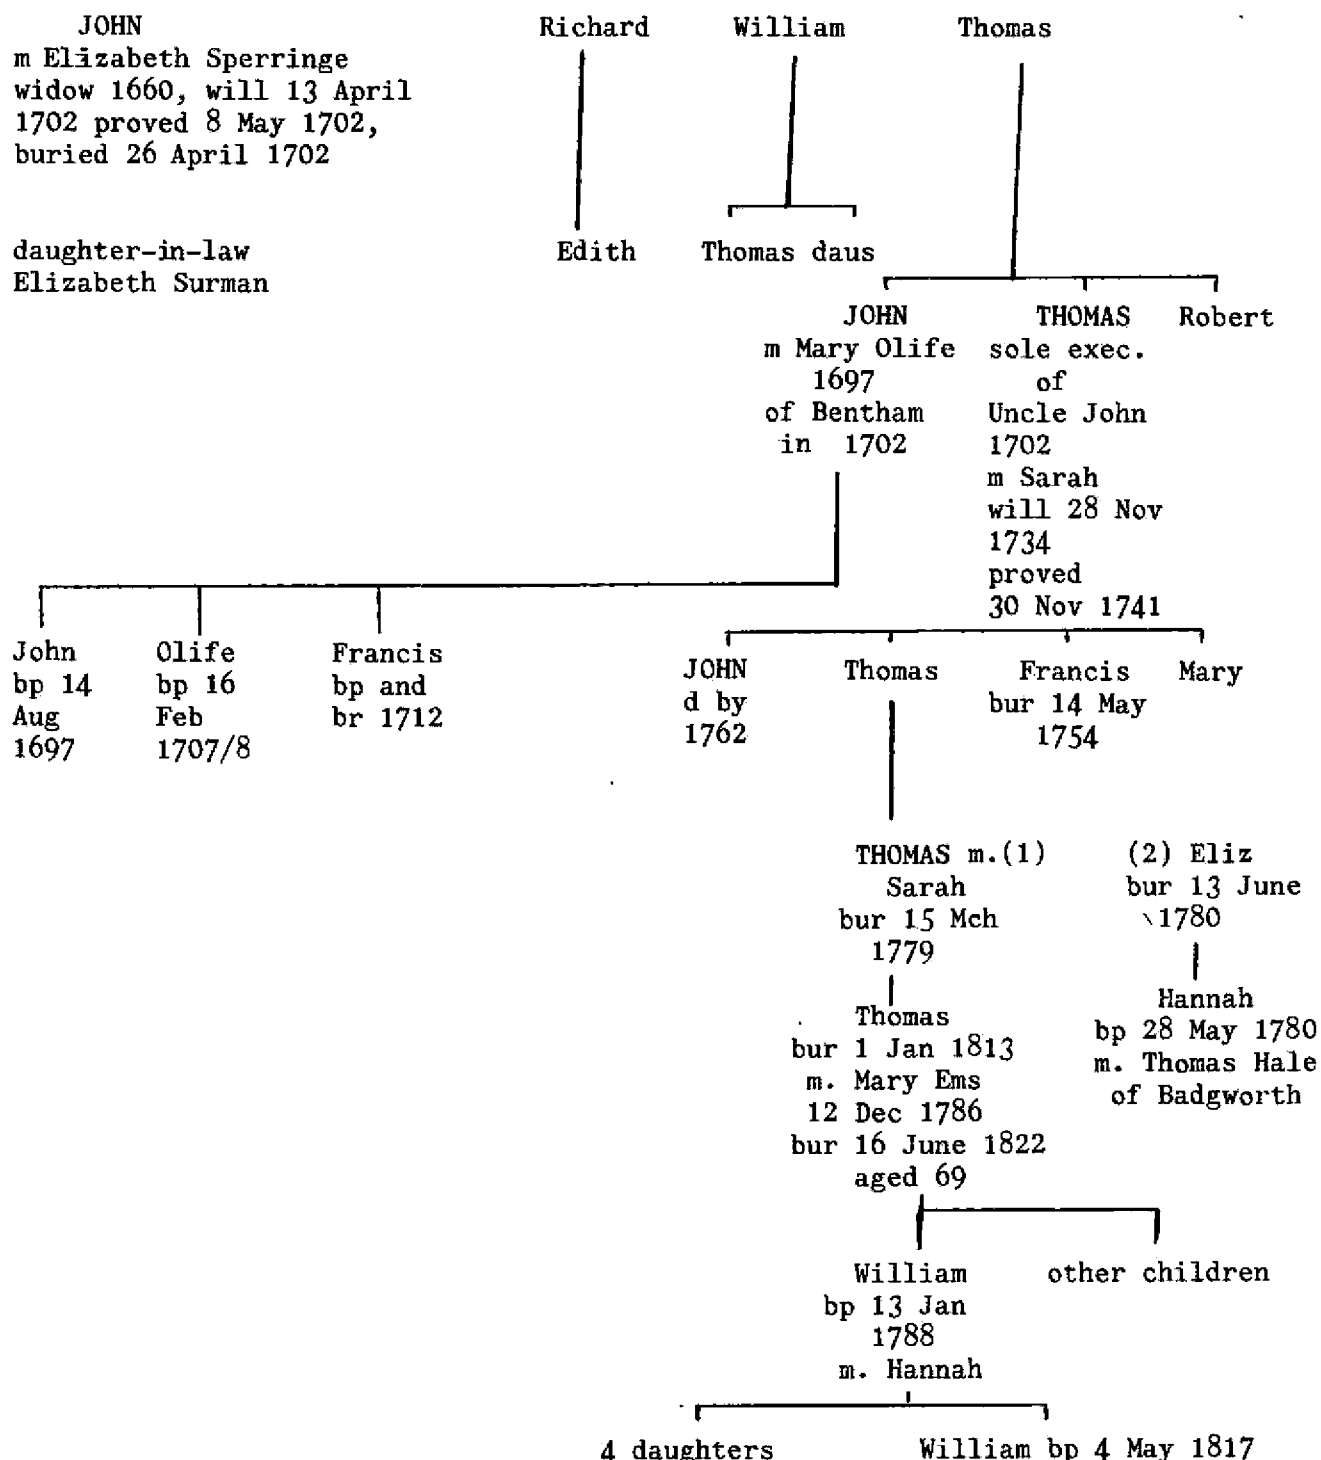 JOHN
m Elizabeth Sperringe
widow 1660, will 13 April
1702 proved 8 May 1702,
buried 26 April 1702
daughter-in-law
Elizabeth Surman
Richard
Edith
William
Thomas daus
Thomas
JOHN
m Mary Olife
1697
of Bentham
in 1702
THOMAS
sole exec.
of
Uncle John
1702
m Sarah
will 28 Nov
1734
proved
30 Nov 1741
Robert
John
bp 14
Aug
1697
Olife
bp 16
Feb
1707/8
Francis
bp and
br 1712
JOHN
d by
1762
Thomas
Francis
bur 14 May
1754
Mary
THOMAS m.(1)
Sarah
bur 15 Mch
1779
(2) Eliz
bur 13 June
1780
Thomas
bur 1 Jan 1813
m. Mary Ems
12 Dec 1786
bur 16 June 1822
aged 69
Hannah
bp 28 May 1780
m. Thomas Hale
of Badgworth
William
bp 13 Jan
1788
m. Hannah
other children
4 daughters
William bp 4 May 1817